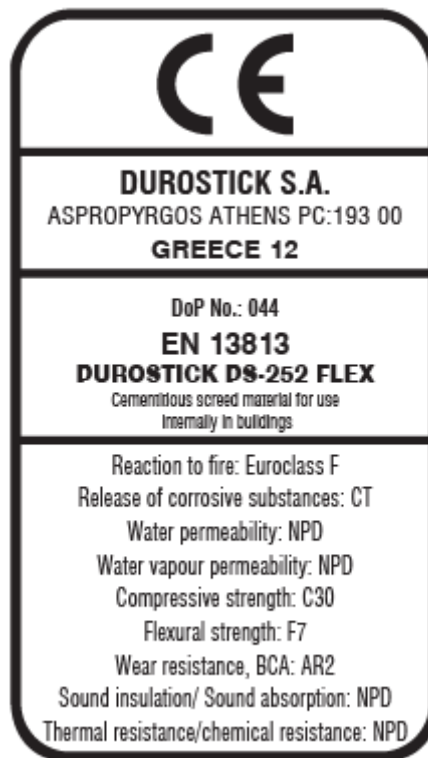 CE
DUROSTICK S.A.
ASPROPYRGOS ATHENS PC:193 00
GREECE 12
DoP No.: 044
EN 13813
DUROSTICK DS-252 FLEX
Cementitious screed material for use
internally in buildings
Reaction to fire: Euroclass F
Release of corrosive substances: CT
Water permeability: NPD
Water vapour permeability: NPD
Compressive strength: C30
Flexural strength: F7
Wear resistance, BCA: AR2
Sound insulation/ Sound absorption: NPD
Thermal resistance/chemical resistance: NPD